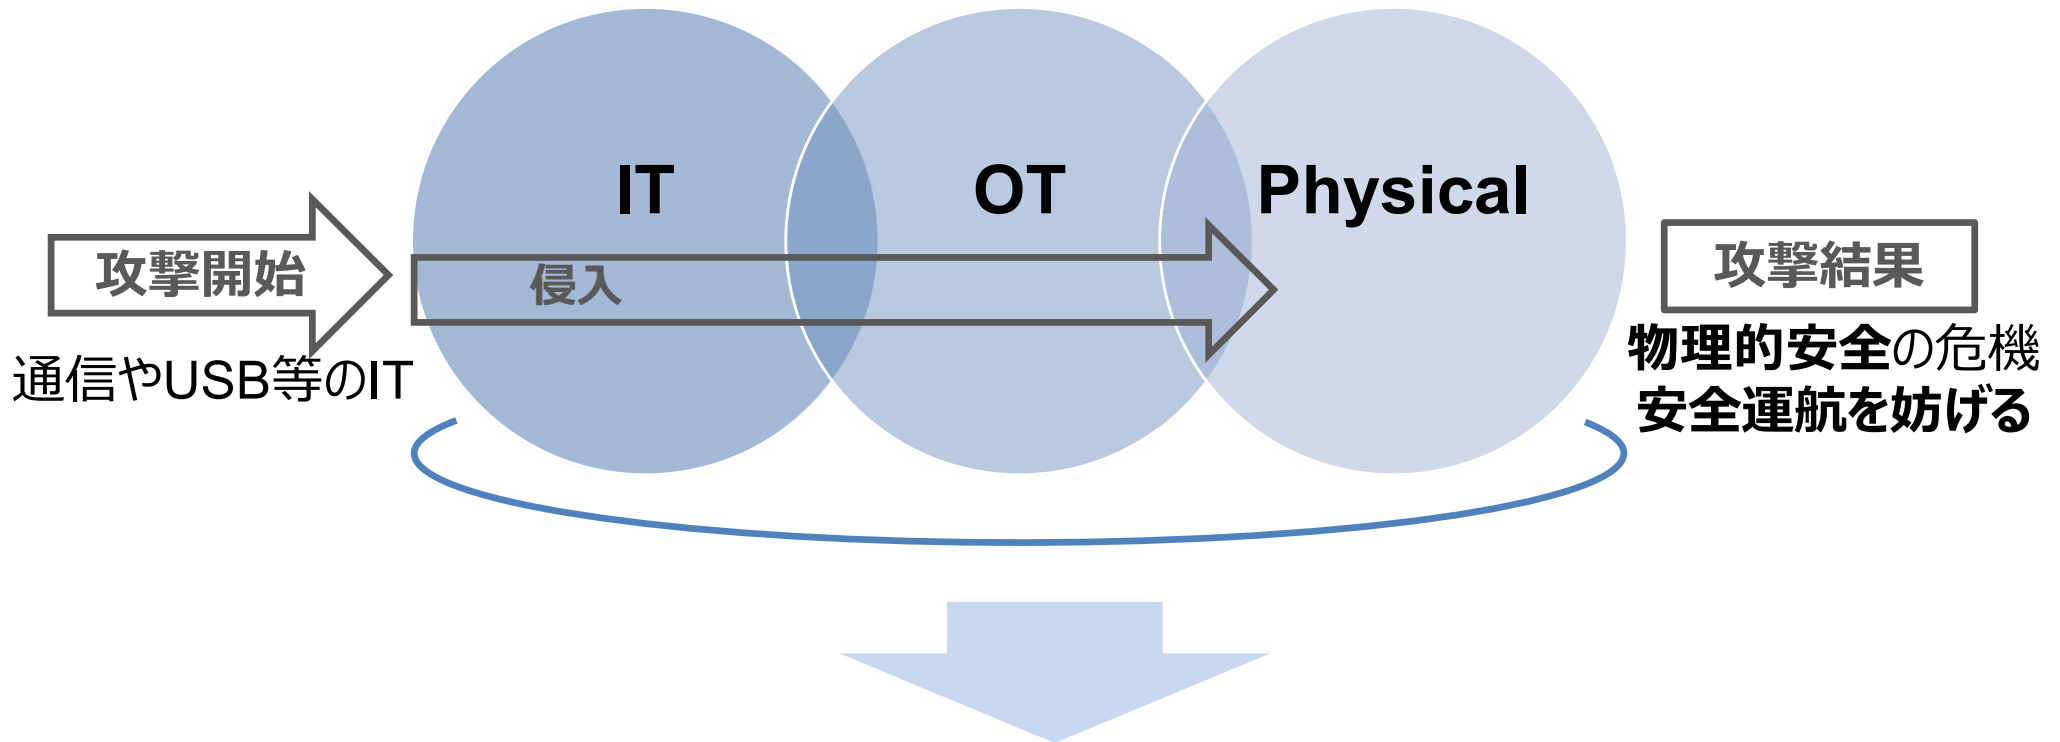 IT
OT
Physical
攻撃開始
侵入
攻撃結果
通信やUSB等のIT
物理的安全の危機
安全運航を妨げる